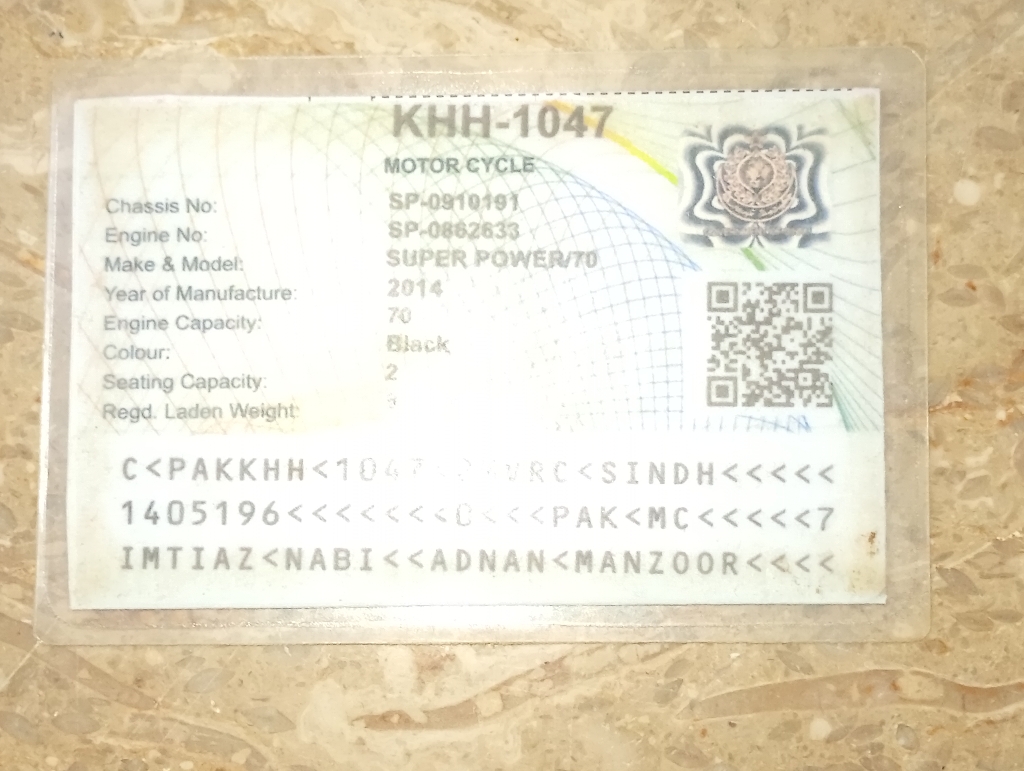 KHH-1047
MOTOR CYCLE
Chassis No: SP-0910191
Engine No: SP-0862633
Make & Model: SUPER POWER/70
Year of Manufacture: 2014
Engine Capacity: 70
Colour: Black
Seating Capacity: 2
Regd. Laden Weight:
C<PAKKHH<1047 VRC<SINDH<<<<<
1405196<<<<<<< <<<PAK<MC<<<<<7
IMTIAZ<NABI<<ADNAN<MANZOOR<<<<